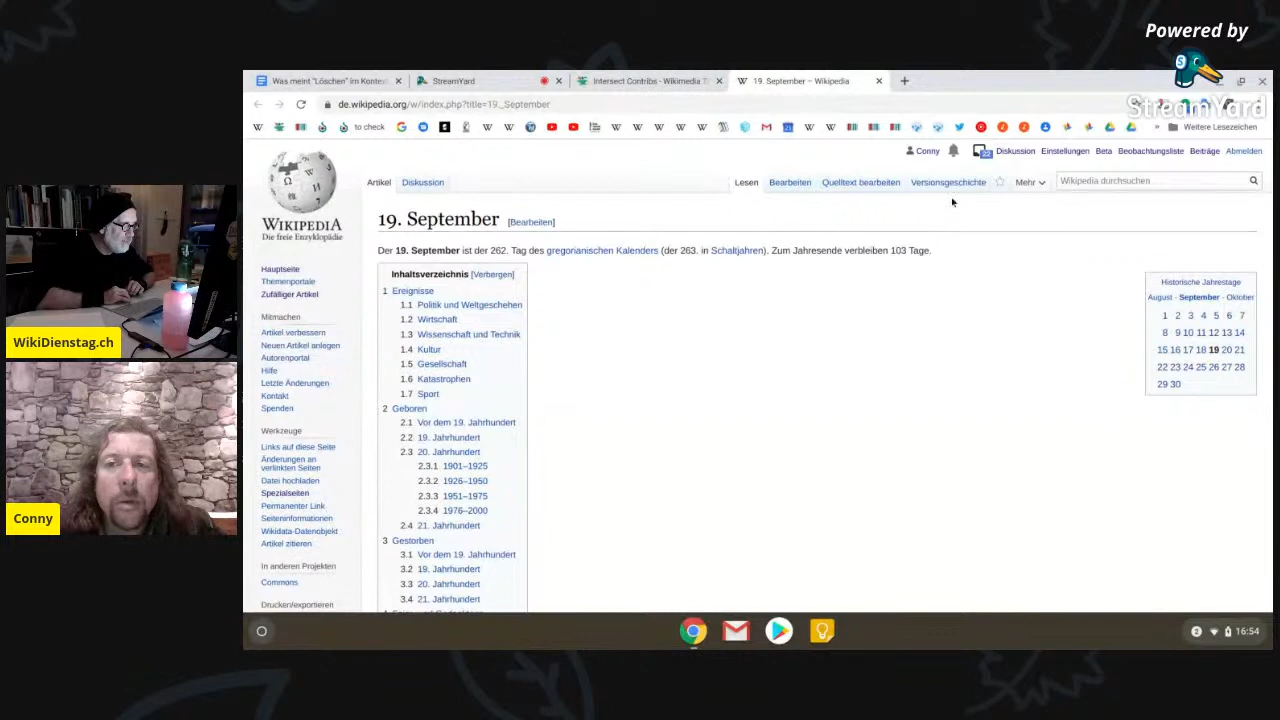 Powered by
StreamYard
Was meint "Löschen" im Kontex
StreamYard
Intersect Contribs - Wikimedia T
19. September – Wikipedia
de.wikipedia.org/w/index.php?title=19._September
to check
Weitere Lesezeichen
Conny
22
Diskussion
Einstellungen
Beta
Beobachtungsliste
Beiträge
Abmelden
Artikel
Diskussion
Lesen
Bearbeiten
Quelltext bearbeiten
Versionsgeschichte
Mehr
Wikipedia durchsuchen
WIKIPEDIA
Die freie Enzyklopädie
Hauptseite
Themenportale
Zufälliger Artikel
Mitmachen
Artikel verbessern
Neuen Artikel anlegen
Autorenportal
Hilfe
Letzte Änderungen
Kontakt
Spenden
Werkzeuge
Links auf diese Seite
Änderungen an
verlinkten Seiten
Datei hochladen
Spezialseiten
Permanenter Link
Seiteninformationen
Wikidata-Datenobjekt
Artikel zitieren
In anderen Projekten
Commons
Drucken/exportieren
19. September [Bearbeiten]
Der 19. September ist der 262. Tag des gregorianischen Kalenders (der 263. in Schaltjahren). Zum Jahresende verbleiben 103 Tage.
Inhaltsverzeichnis [Verbergen]
1 Ereignisse
1.1 Politik und Weltgeschehen
1.2 Wirtschaft
1.3 Wissenschaft und Technik
1.4 Kultur
1.5 Gesellschaft
1.6 Katastrophen
1.7 Sport
2 Geboren
2.1 Vor dem 19. Jahrhundert
2.2 19. Jahrhundert
2.3 20. Jahrhundert
2.3.1 1901–1925
2.3.2 1926–1950
2.3.3 1951–1975
2.3.4 1976–2000
2.4 21. Jahrhundert
3 Gestorben
3.1 Vor dem 19. Jahrhundert
3.2 19. Jahrhundert
3.3 20. Jahrhundert
3.4 21. Jahrhundert
Historische Jahrestage
August · September · Oktober
1 2 3 4 5 6 7
8 9 10 11 12 13 14
15 16 17 18 19 20 21
22 23 24 25 26 27 28
29 30
WikiDienstag.ch
Conny
2
16:54